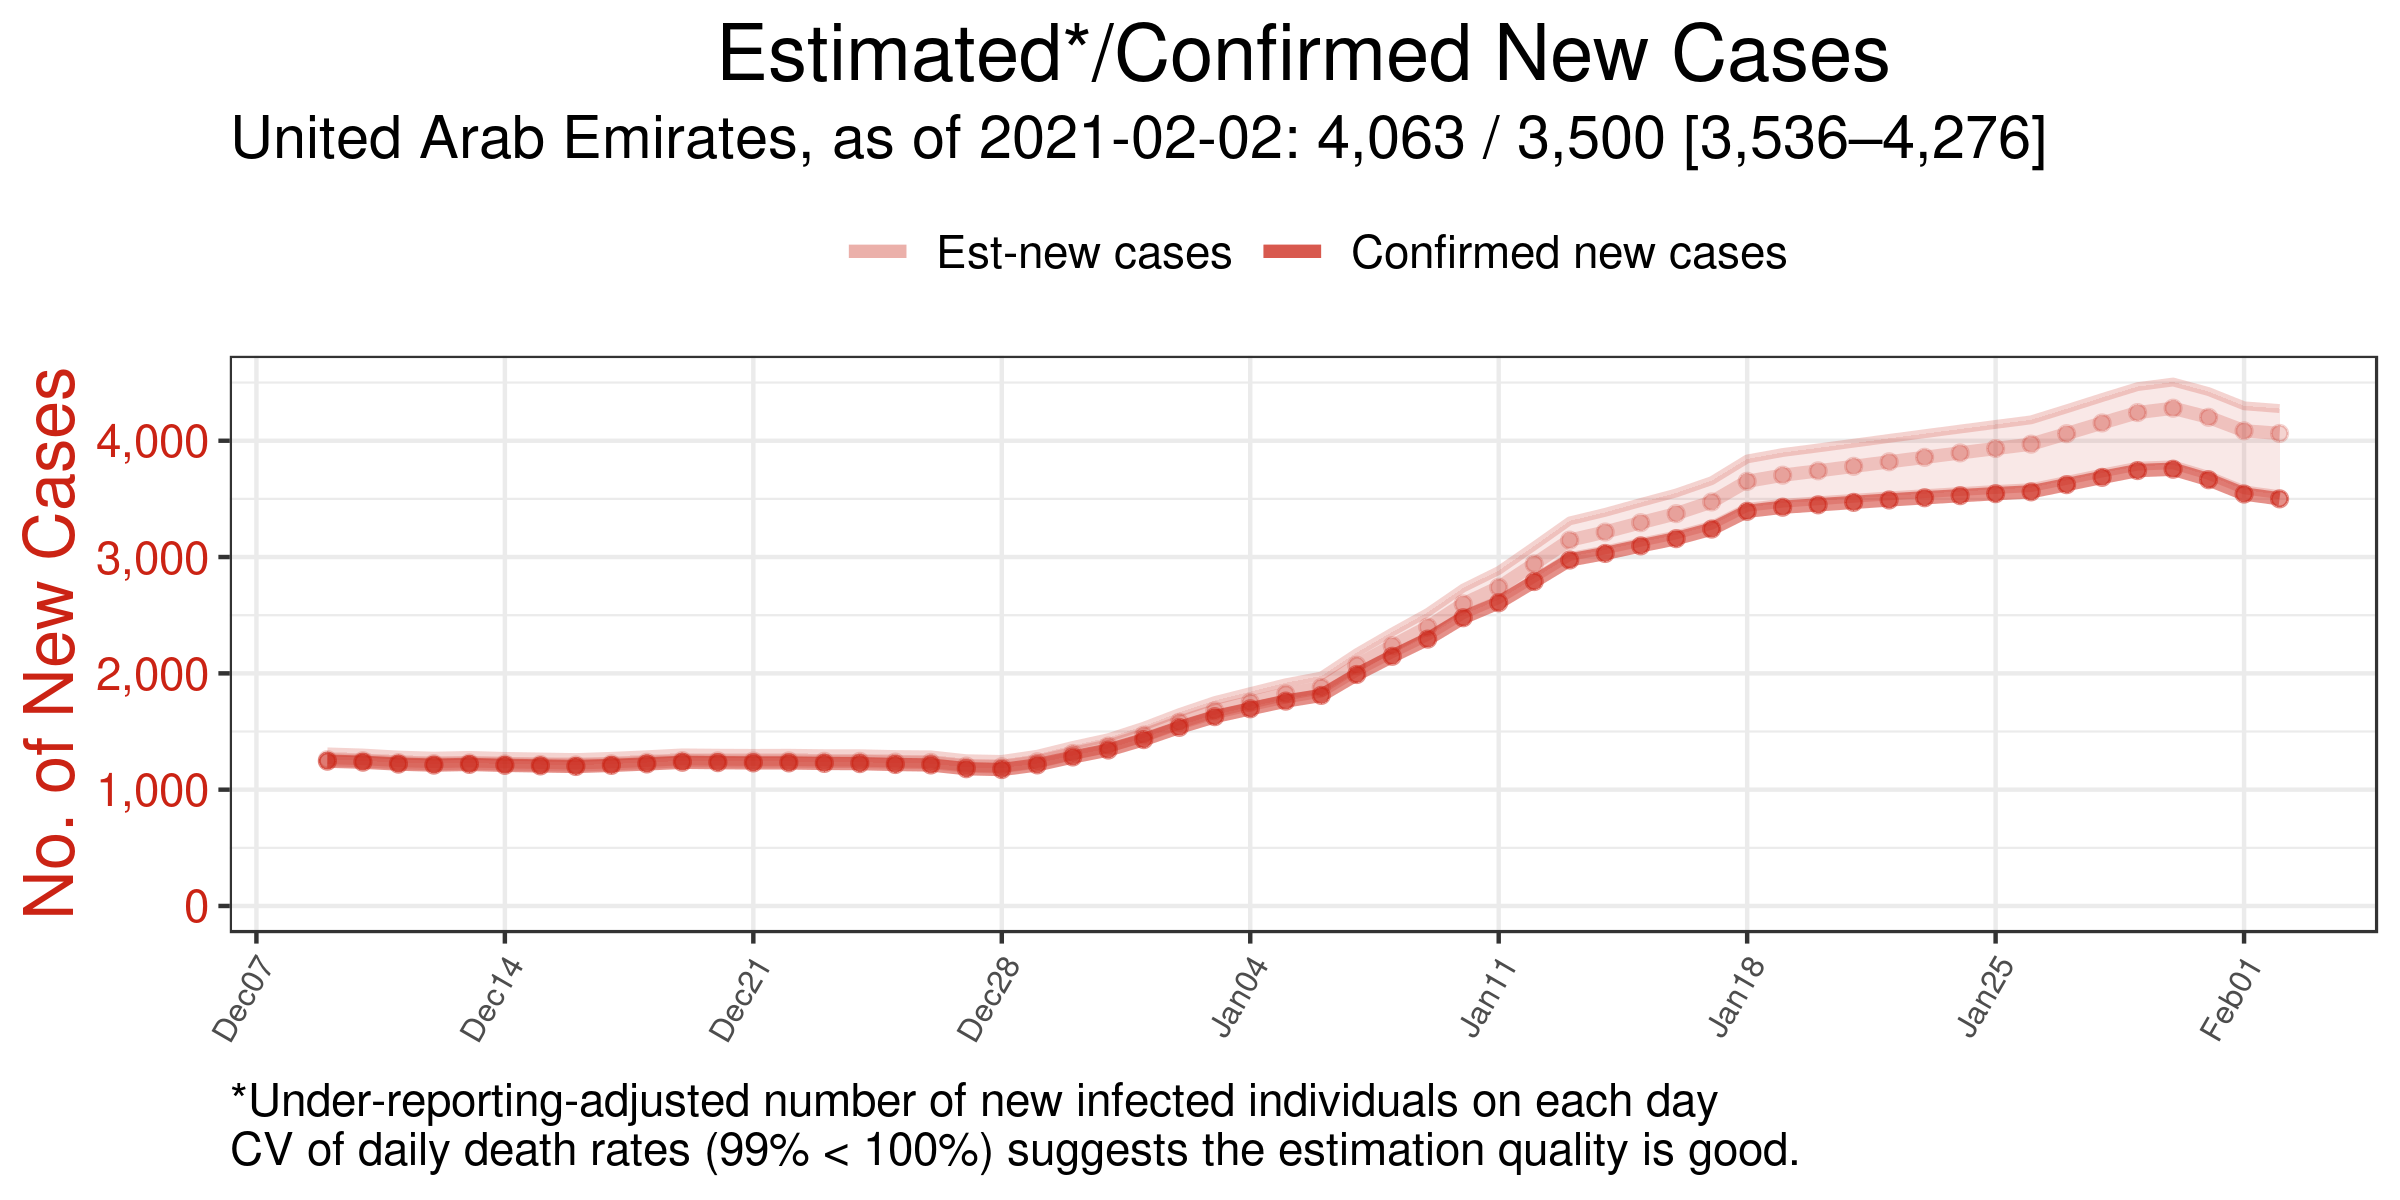 Estimated*/Confirmed New Cases
United Arab Emirates, as of 2021-02-02: 4,063 / 3,500 [3,536–4,276]
Est-new cases
Confirmed new cases
No. of New Cases
4,000
3,000
2,000
1,000
0
Dec07
Dec14
Dec21
Dec28
Jan04
Jan11
Jan18
Jan25
Feb01
*Under-reporting-adjusted number of new infected individuals on each day
CV of daily death rates (99% < 100%) suggests the estimation quality is good.